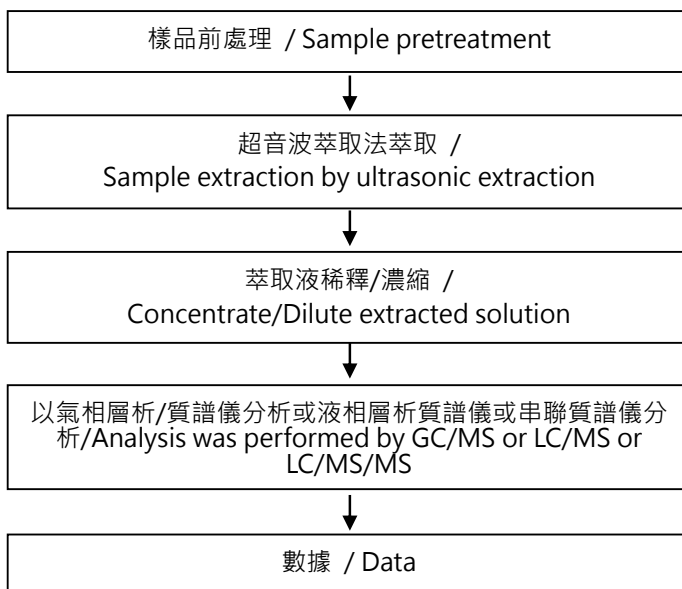 樣品前處理 / Sample pretreatment
超音波萃取法萃取 /
Sample extraction by ultrasonic extraction
萃取液稀釋/濃縮 /
Concentrate/Dilute extracted solution
以氣相層析/質譜儀分析或液相層析質譜儀或串聯質譜儀分
析/Analysis was performed by GC/MS or LC/MS or
LC/MS/MS
數據 / Data